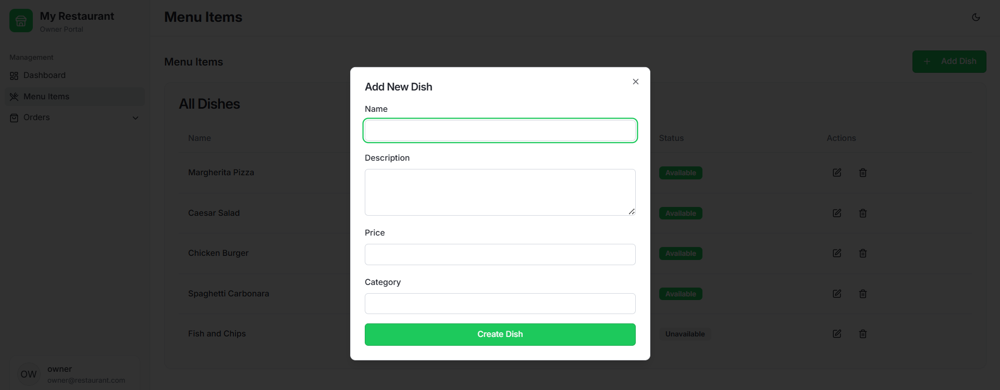 My Restaurant
Owner Portal
Management
Dashboard
Menu Items
Orders
OW
owner
owner@restaurant.com
Menu Items
Menu Items
Add Dish
All Dishes
Name
Status
Actions
Margherita Pizza
Available
Caesar Salad
Available
Chicken Burger
Available
Spaghetti Carbonara
Available
Fish and Chips
Unavailable
Add New Dish
Name
Description
Price
Category
Create Dish